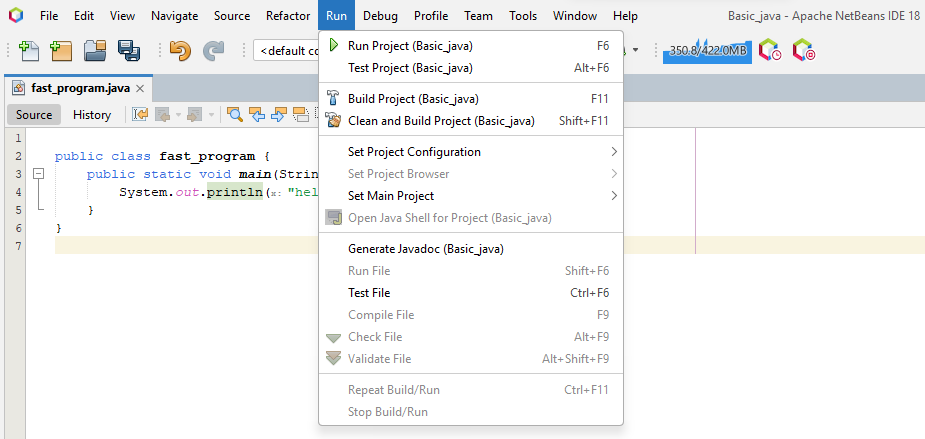 File Edit View Navigate Source Refactor Run Debug Profile Team Tools Window Help Basic_java - Apache NetBeans IDE 18
<default co 350.8/422.0MB
fast_program.java
Source History
1
2 public class fast_program {
3 public static void main(Strin
4 System.out.println(x: "hel
5 }
6 }
7
Run Project (Basic_java) F6
Test Project (Basic_java) Alt+F6
Build Project (Basic_java) F11
Clean and Build Project (Basic_java) Shift+F11
Set Project Configuration
Set Project Browser
Set Main Project
Open Java Shell for Project (Basic_java)
Generate Javadoc (Basic_java)
Run File Shift+F6
Test File Ctrl+F6
Compile File F9
Check File Alt+F9
Validate File Alt+Shift+F9
Repeat Build/Run Ctrl+F11
Stop Build/Run